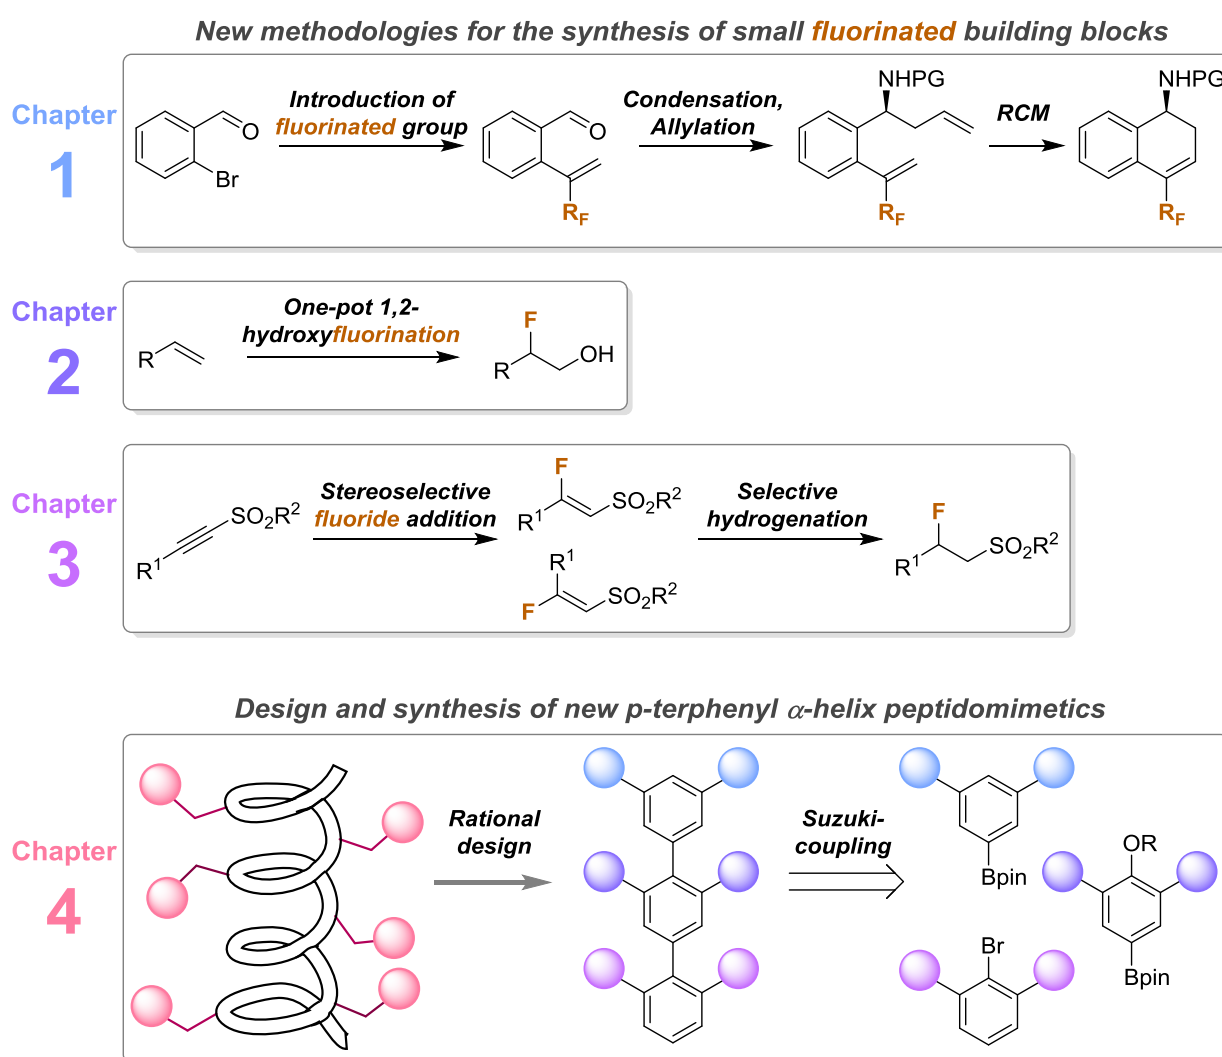 New methodologies for the synthesis of small fluorinated building blocks
Chapter
1
O
Br
Introduction of
fluorinated group
O
RF
Condensation,
Allylation
NHPG
RF
RCM
NHPG
RF
Chapter
2
R
One-pot 1,2-
hydroxyfluorination
F
R
OH
Chapter
3
R1
SO2R2
Stereoselective
fluoride addition
F
R1
SO2R2
R1
F
SO2R2
Selective
hydrogenation
F
R1
SO2R2
Design and synthesis of new p-terphenyl α-helix peptidomimetics
Chapter
4
Rational
design
Suzuki-
coupling
Bpin
OR
Bpin
Br